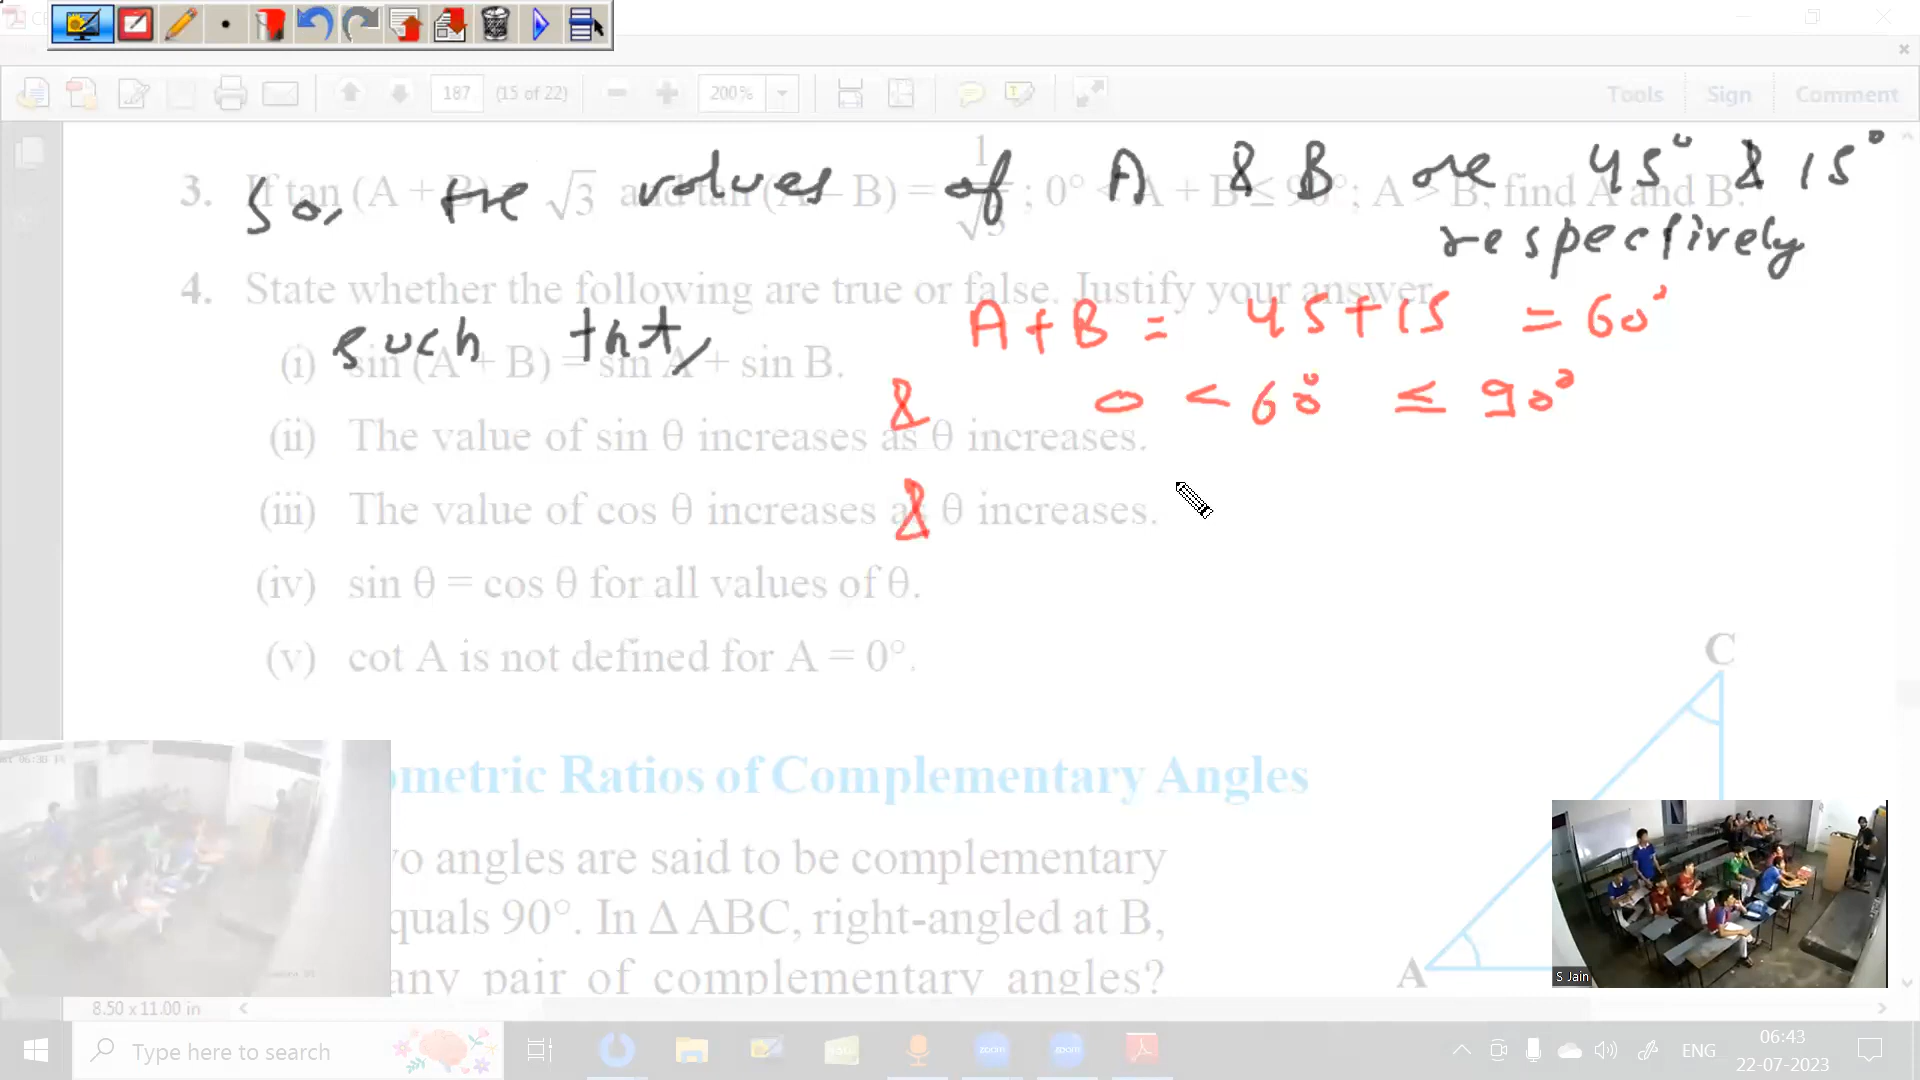 187 (15 of 22) 200% Tools Sign Comment
3. If tan (A + B) = √3 and tan (A – B) = 1/√3 ; 0° < A + B ≤ 90° ; A > B, find A and B.
So, the values of A & B are 45° & 15°
respectively
4. State whether the following are true or false. Justify your answer.
such tht,
A+B = 45+15 = 60°
(i) sin (A + B) = sin A + sin B.
& 0 < 60° ≤ 90°
(ii) The value of sin θ increases as θ increases.
(iii) The value of cos θ increases as θ increases.
&
(iv) sin θ = cos θ for all values of θ.
(v) cot A is not defined for A = 0°.
C
ometric Ratios of Complementary Angles
vo angles are said to be complementary
quals 90°. In Δ ABC, right-angled at B,
any pair of complementary angles?
A
S Jain
8.50 x 11.00 in
Type here to search
zoom zoom
ENG
06:43
22-07-2023